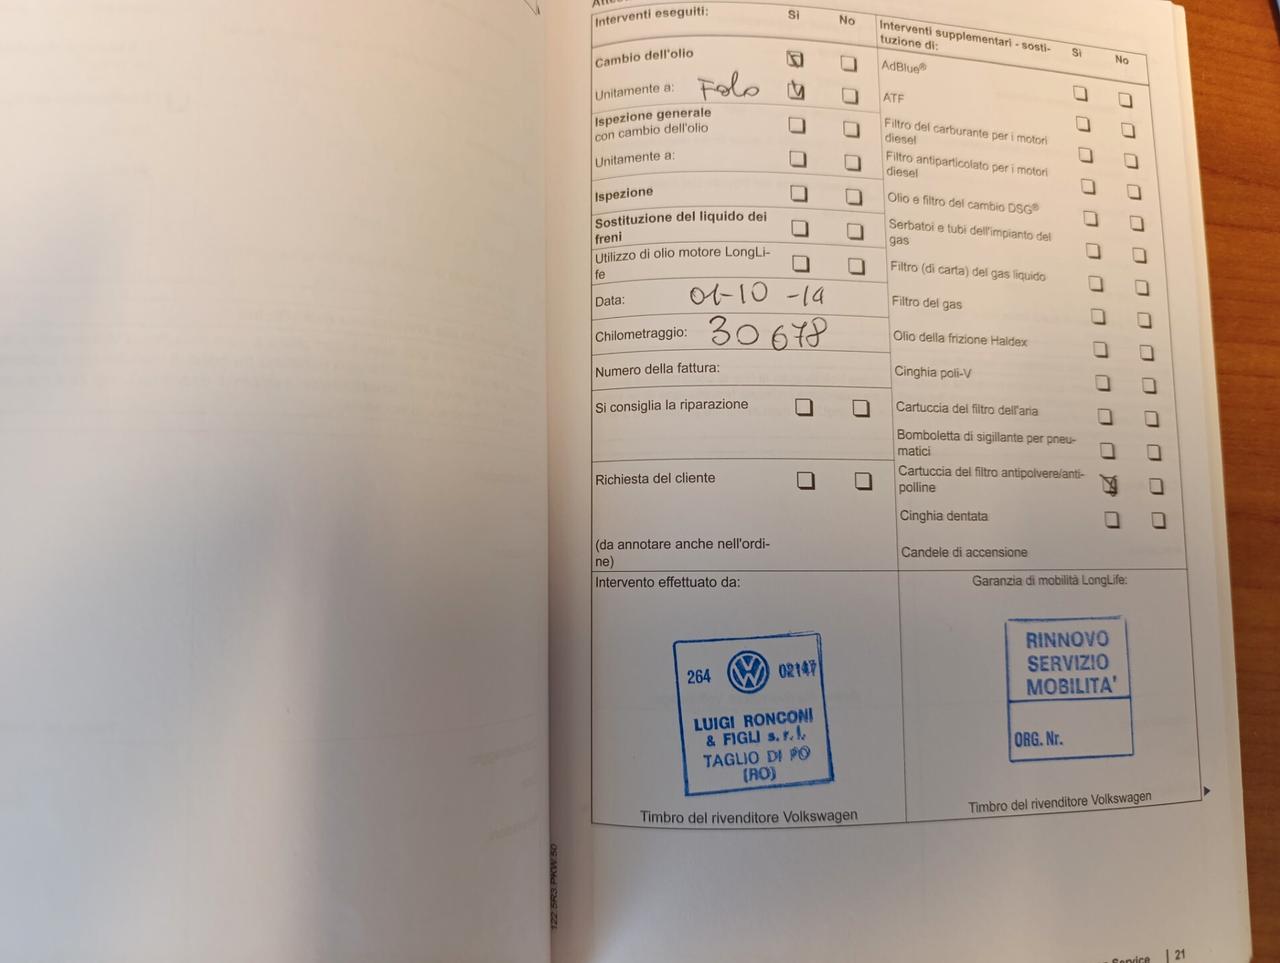 Interventi eseguiti:
Sì
No
Cambio dell'olio
Unitamente a:
Ispezione generale
con cambio dell'olio
Unitamente a:
Ispezione
Sostituzione del liquido dei
freni
Utilizzo di olio motore LongLi-
fe
Data: 01-10-14
Chilometraggio: 30678
Numero della fattura:
Si consiglia la riparazione
Richiesta del cliente
(da annotare anche nell'ordi-
ne)
Interventi supplementari - sosti-
tuzione di:
Sì
No
AdBlue®
ATF
Filtro del carburante per i motori
diesel
Filtro antiparticolato per i motori
diesel
Olio e filtro del cambio DSG®
Serbatoi e tubi dell'impianto del
gas
Filtro (di carta) del gas liquido
Filtro del gas
Olio della frizione Haldex
Cinghia poli-V
Cartuccia del filtro dell'aria
Bomboletta di sigillante per pneu-
matici
Cartuccia del filtro antipolvere/anti-
polline
Cinghia dentata
Candele di accensione
Intervento effettuato da:
264 VW 02147
LUIGI RONCONI
& FIGLI s.r.l.
TAGLIO DI PO
(RO)
Timbro del rivenditore Volkswagen
Garanzia di mobilità LongLife:
RINNOVO
SERVIZIO
MOBILITA'
ORG. Nr.
Timbro del rivenditore Volkswagen
122.5R3.PKW.50
Service | 21